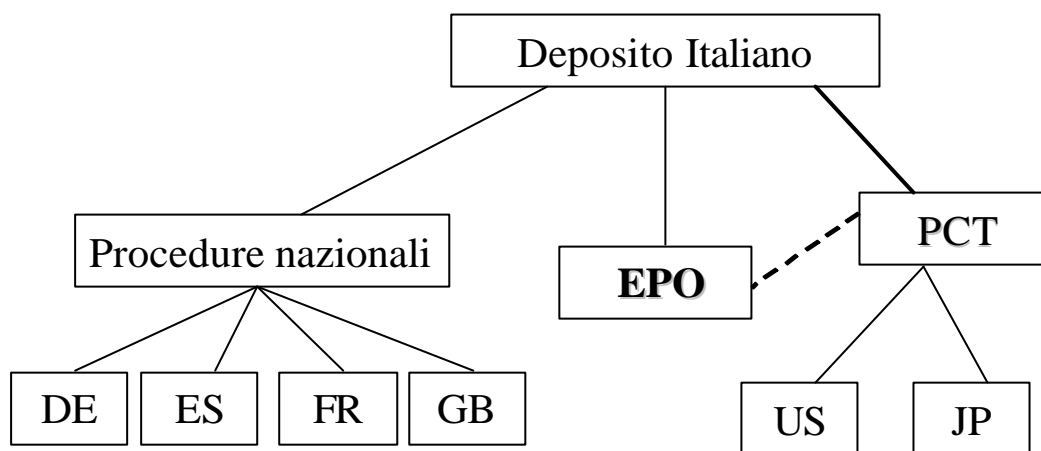 Deposito Italiano
Procedure nazionali
EPO
PCT
DE
ES
FR
GB
US
JP